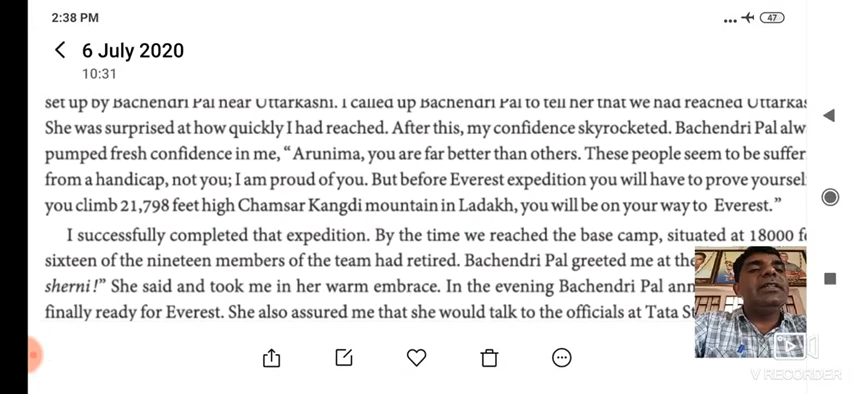 2:38 PM
47
6 July 2020
10:31
set up by Bachendri Pal near Uttarkashi. I called up Bachendri Pal to tell her that we had reached Uttarkas
She was surprised at how quickly I had reached. After this, my confidence skyrocketed. Bachendri Pal alw
pumped fresh confidence in me, “Arunima, you are far better than others. These people seem to be suffer
from a handicap, not you; I am proud of you. But before Everest expedition you will have to prove yoursel
you climb 21,798 feet high Chamsar Kangdi mountain in Ladakh, you will be on your way to Everest.”
I successfully completed that expedition. By the time we reached the base camp, situated at 18000 fe
sixteen of the nineteen members of the team had retired. Bachendri Pal greeted me at the
sherni!” She said and took me in her warm embrace. In the evening Bachendri Pal ann
finally ready for Everest. She also assured me that she would talk to the officials at Tata St
V RECORDER